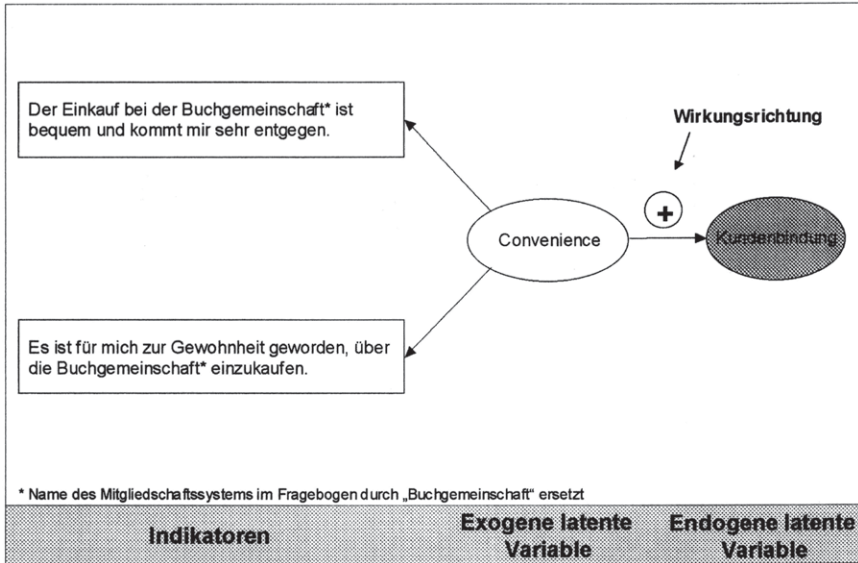 Der Einkauf bei der Buchgemeinschaft* ist
bequem und kommt mir sehr entgegen.
Wirkungsrichtung
+
Convenience
Kundenbindung
Es ist für mich zur Gewohnheit geworden, über
die Buchgemeinschaft* einzukaufen.
* Name des Mitgliedschaftssystems im Fragebogen durch „Buchgemeinschaft“ ersetzt
Indikatoren
Exogene latente
Variable
Endogene latente
Variable